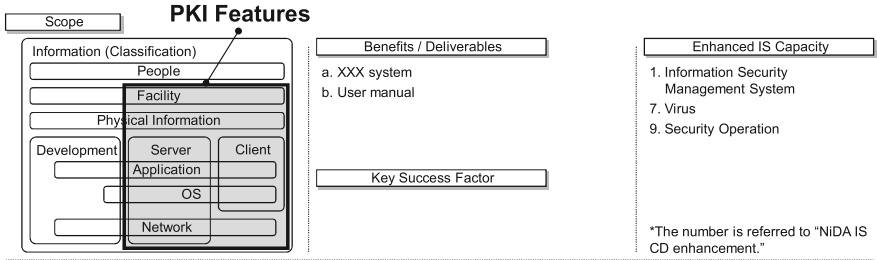 PKI Features
Scope
Information (Classification)
People
Facility
Physical Information
Development
Server
Client
Application
OS
Network
Benefits / Deliverables
a. XXX system
b. User manual
Key Success Factor
Enhanced IS Capacity
1. Information Security
Management System
7. Virus
9. Security Operation
*The number is referred to “NiDA IS
CD enhancement.”